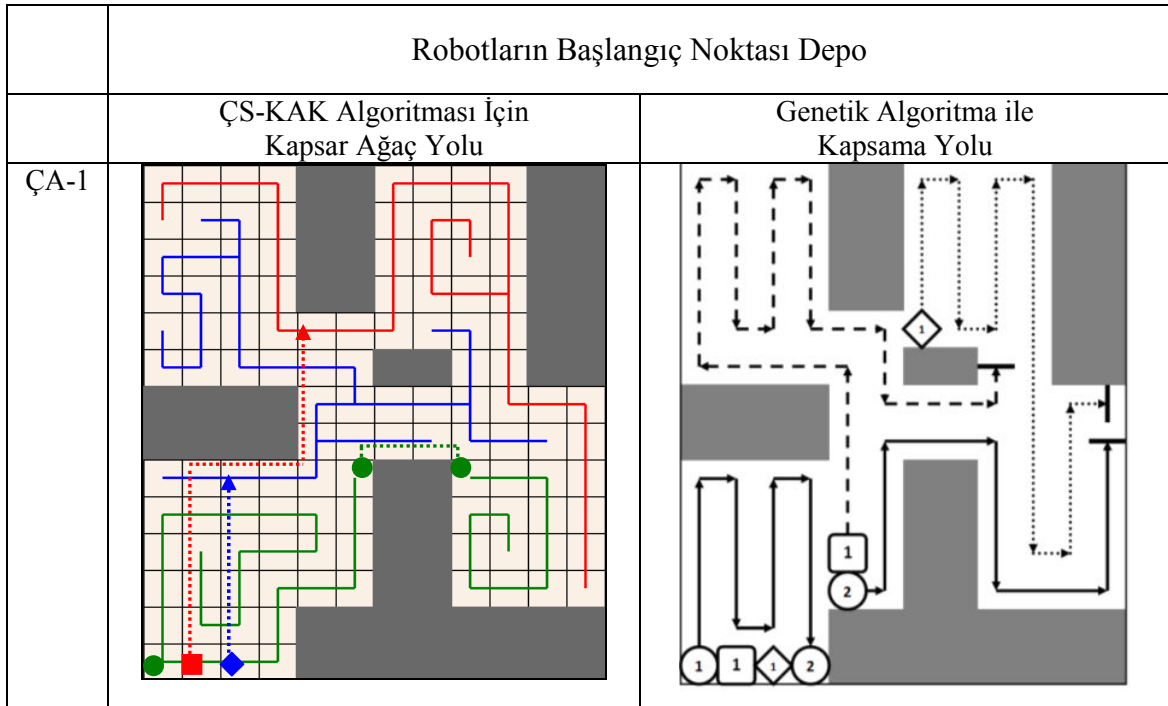 Robotların Başlangıç Noktası Depo
ÇS-KAK Algoritması İçin
Kapsar Ağaç Yolu
Genetik Algoritma ile
Kapsama Yolu
ÇA-1
1
1
2
1
1
1
2